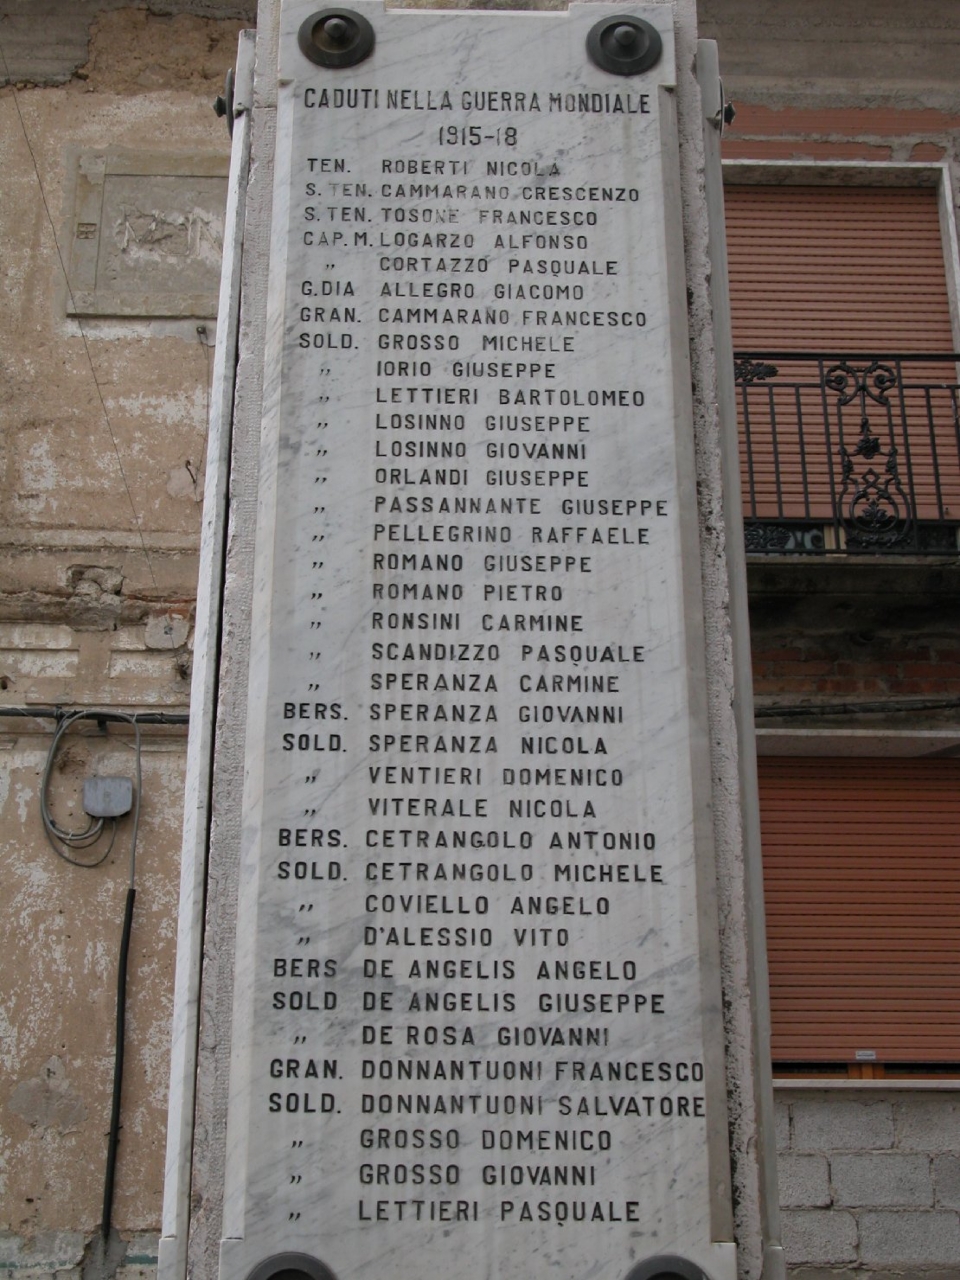 CADUTI NELLA GUERRA MONDIALE
1915-18
TEN. ROBERTI NICOLA
S. TEN. CAMMARANO CRESCENZO
S. TEN. TOSONE FRANCESCO
CAP. M. LOGARZO ALFONSO
" CORTAZZO PASQUALE
G.DIA ALLEGRO GIACOMO
GRAN. CAMMARANO FRANCESCO
SOLD. GROSSO MICHELE
" IORIO GIUSEPPE
" LETTIERI BARTOLOMEO
" LOSINNO GIUSEPPE
" LOSINNO GIOVANNI
" ORLANDI GIUSEPPE
" PASSANNANTE GIUSEPPE
" PELLEGRINO RAFFAELE
" ROMANO GIUSEPPE
" ROMANO PIETRO
" RONSINI CARMINE
" SCANDIZZO PASQUALE
" SPERANZA CARMINE
BERS. SPERANZA GIOVANNI
SOLD. SPERANZA NICOLA
" VENTIERI DOMENICO
" VITERALE NICOLA
BERS. CETRANGOLO ANTONIO
SOLD. CETRANGOLO MICHELE
" COVIELLO ANGELO
" D'ALESSIO VITO
BERS DE ANGELIS ANGELO
SOLD DE ANGELIS GIUSEPPE
" DE ROSA GIOVANNI
GRAN. DONNANTUONI FRANCESCO
SOLD. DONNANTUONI SALVATORE
" GROSSO DOMENICO
" GROSSO GIOVANNI
" LETTIERI PASQUALE